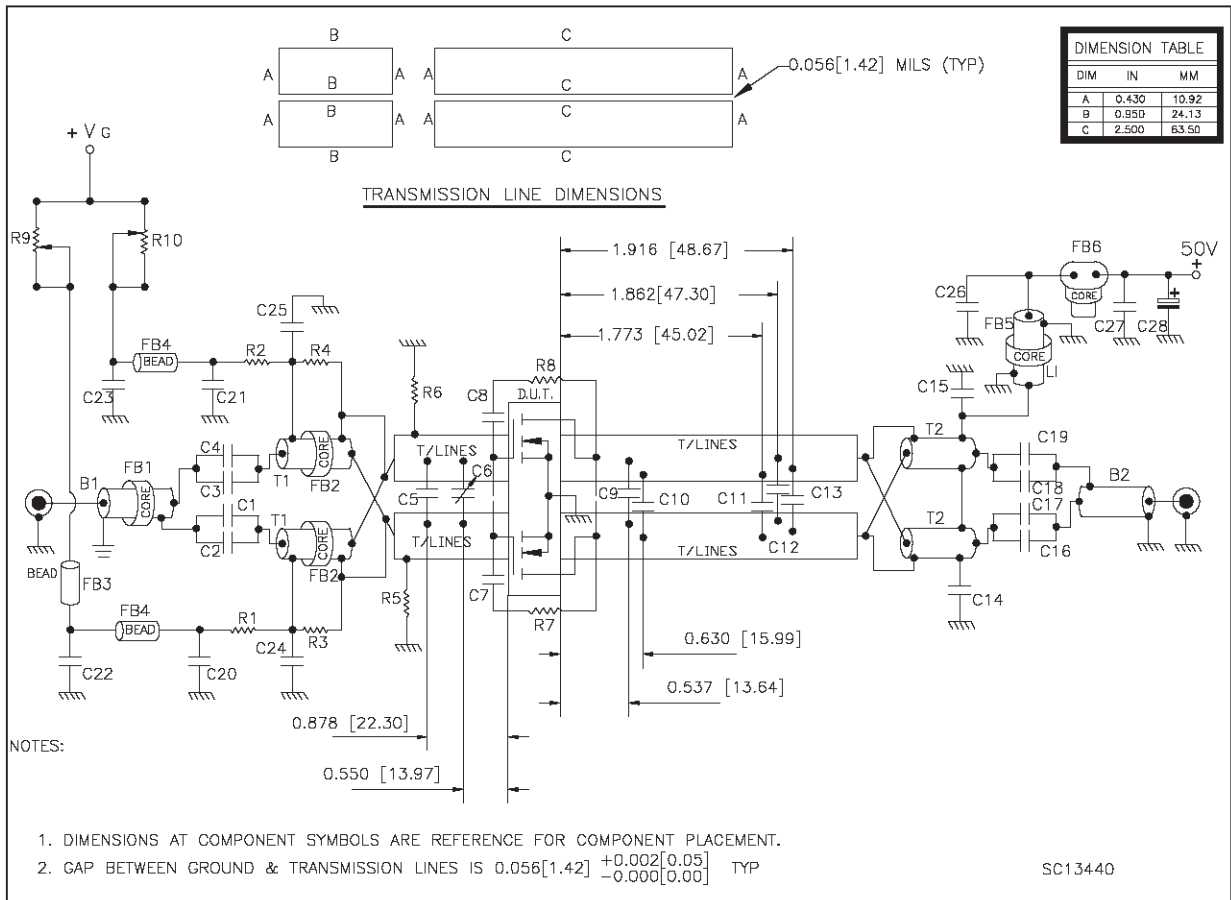 B
C
DIMENSION TABLE
A
B
A
A
C
A
0.056[1.42] MILS (TYP)
DIM IN MM
A 0.430 10.92
B 0.950 24.13
C 2.500 63.50
A
B
A
A
C
A
B
C
+ V G
TRANSMISSION LINE DIMENSIONS
R9
R10
1.916 [48.67]
FB6
50V
+
1.862[47.30]
CORE
C26
C27
C28
+
C25
1.773 [45.02]
FB5
CORE
FB4
BEAD
R2
R4
R8
LI
C23
C21
R6
C8
D.U.T.
C15
C4
T/LINES
T/LINES
T2
C19
FB1
CORE
C3
T1
CORE
FB2
C6
B1
C1
C5
C9
C10
C11
C13
C18
B2
T1
T2
C17
C2
CORE
T/LINES
T/LINES
C12
C16
FB2
BEAD
FB3
C7
R5
C14
FB4
BEAD
R1
R3
R7
C24
0.630 [15.99]
C22
C20
0.537 [13.64]
0.878 [22.30]
NOTES:
0.550 [13.97]
1. DIMENSIONS AT COMPONENT SYMBOLS ARE REFERENCE FOR COMPONENT PLACEMENT.
2. GAP BETWEEN GROUND & TRANSMISSION LINES IS 0.056[1.42] +0.002[0.05] -0.000[0.00] TYP
SC13440